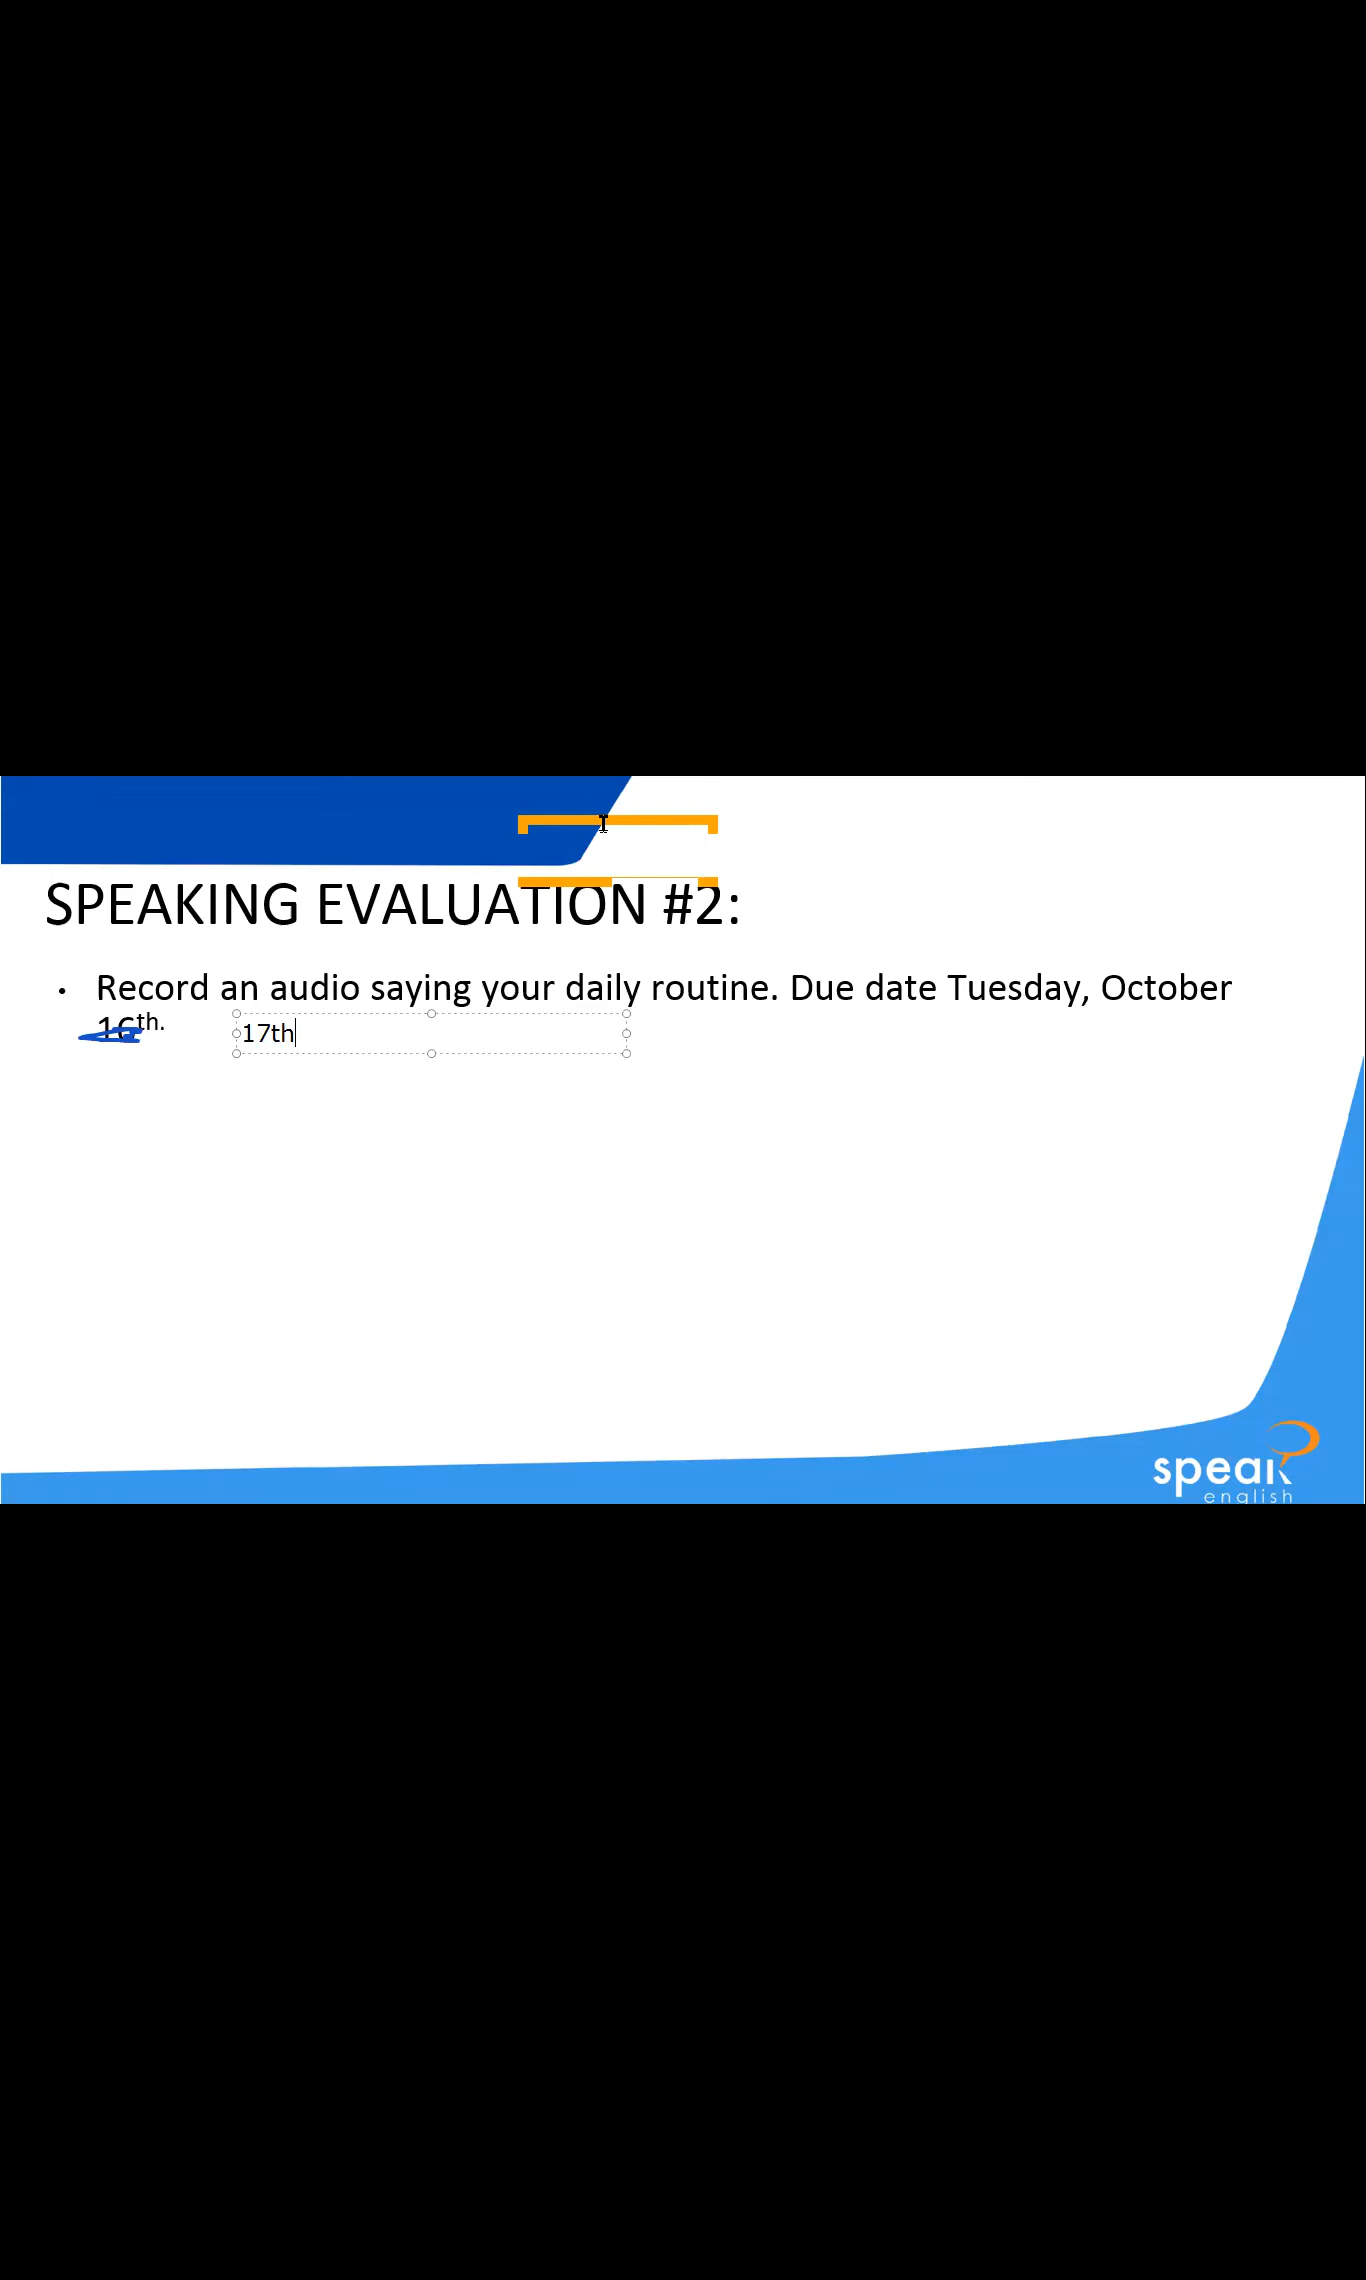 SPEAKING EVALUATION #2:
• Record an audio saying your daily routine. Due date Tuesday, October
16th. 17th
speak
english